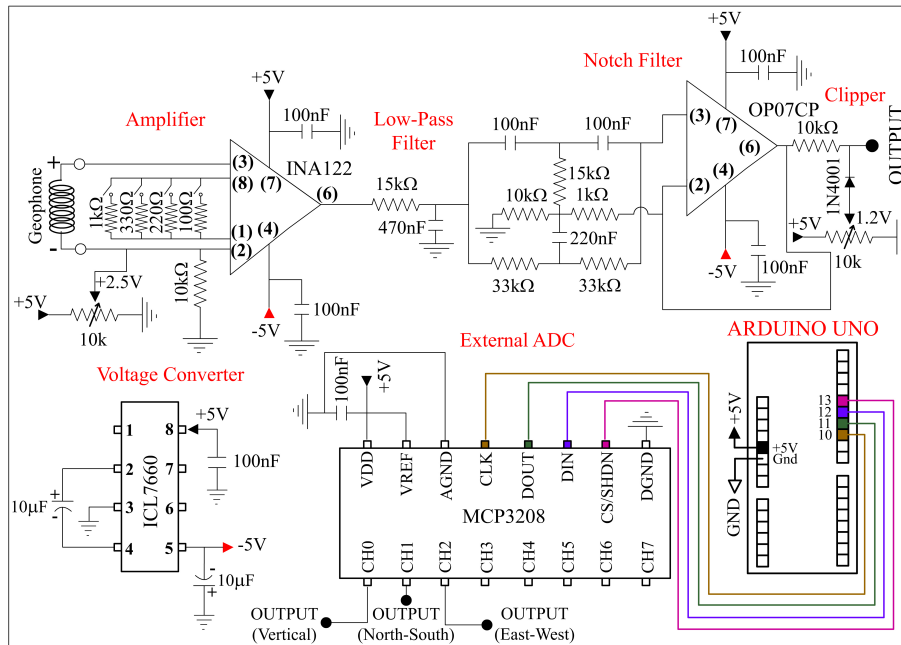 Amplifier
+5V
100nF
INA122
Geophone
+
-
1kΩ
330Ω
220Ω
100Ω
(3)
(8)
(7)
(6)
(1)
(4)
(2)
+2.5V
+5V
10k
10kΩ
-5V
100nF
Low-Pass
Filter
15kΩ
470nF
Notch Filter
100nF
100nF
15kΩ
10kΩ
1kΩ
220nF
33kΩ
33kΩ
+5V
100nF
OP07CP
(3)
(7)
(6)
(4)
(2)
-5V
100nF
Clipper
10kΩ
OUTPUT
1N4001
1.2V
+5V
10k
Voltage Converter
ICL7660
1
2
3
4
8
7
6
5
+5V
100nF
10µF
+
-
-5V
10µF
-
+
External ADC
100nF
+5V
VDD
VREF
AGND
CLK
DOUT
DIN
CS/SHDN
DGND
MCP3208
CH0
CH1
CH2
CH3
CH4
CH5
CH6
CH7
OUTPUT
(Vertical)
OUTPUT
(North-South)
OUTPUT
(East-West)
ARDUINO UNO
+5V
+5V
Gnd
GND
13
12
11
10